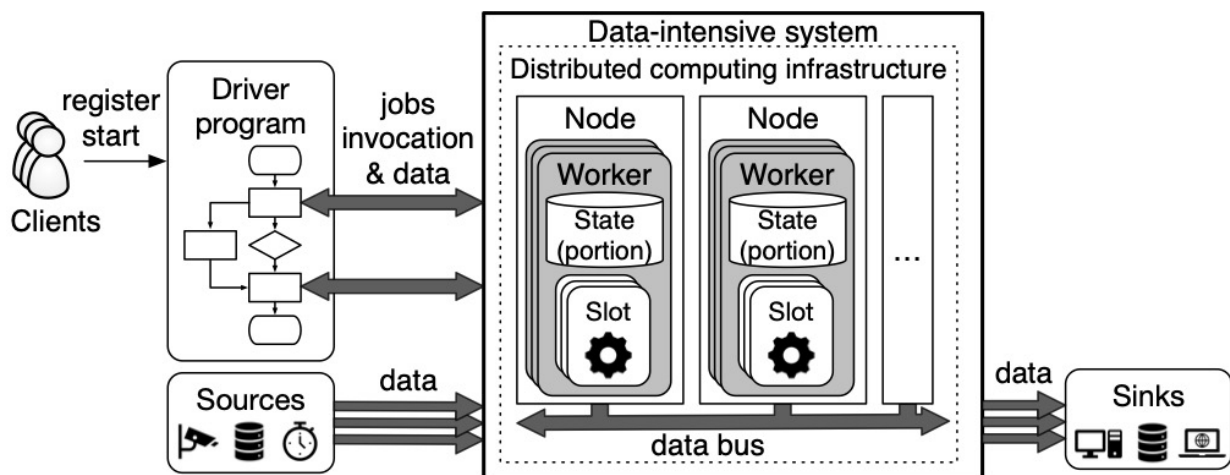 Clients
register
start
Driver
program
jobs
invocation
& data
Sources
data
Data-intensive system
Distributed computing infrastructure
Node
Worker
State
(portion)
Slot
Node
Worker
State
(portion)
Slot
...
data bus
data
Sinks